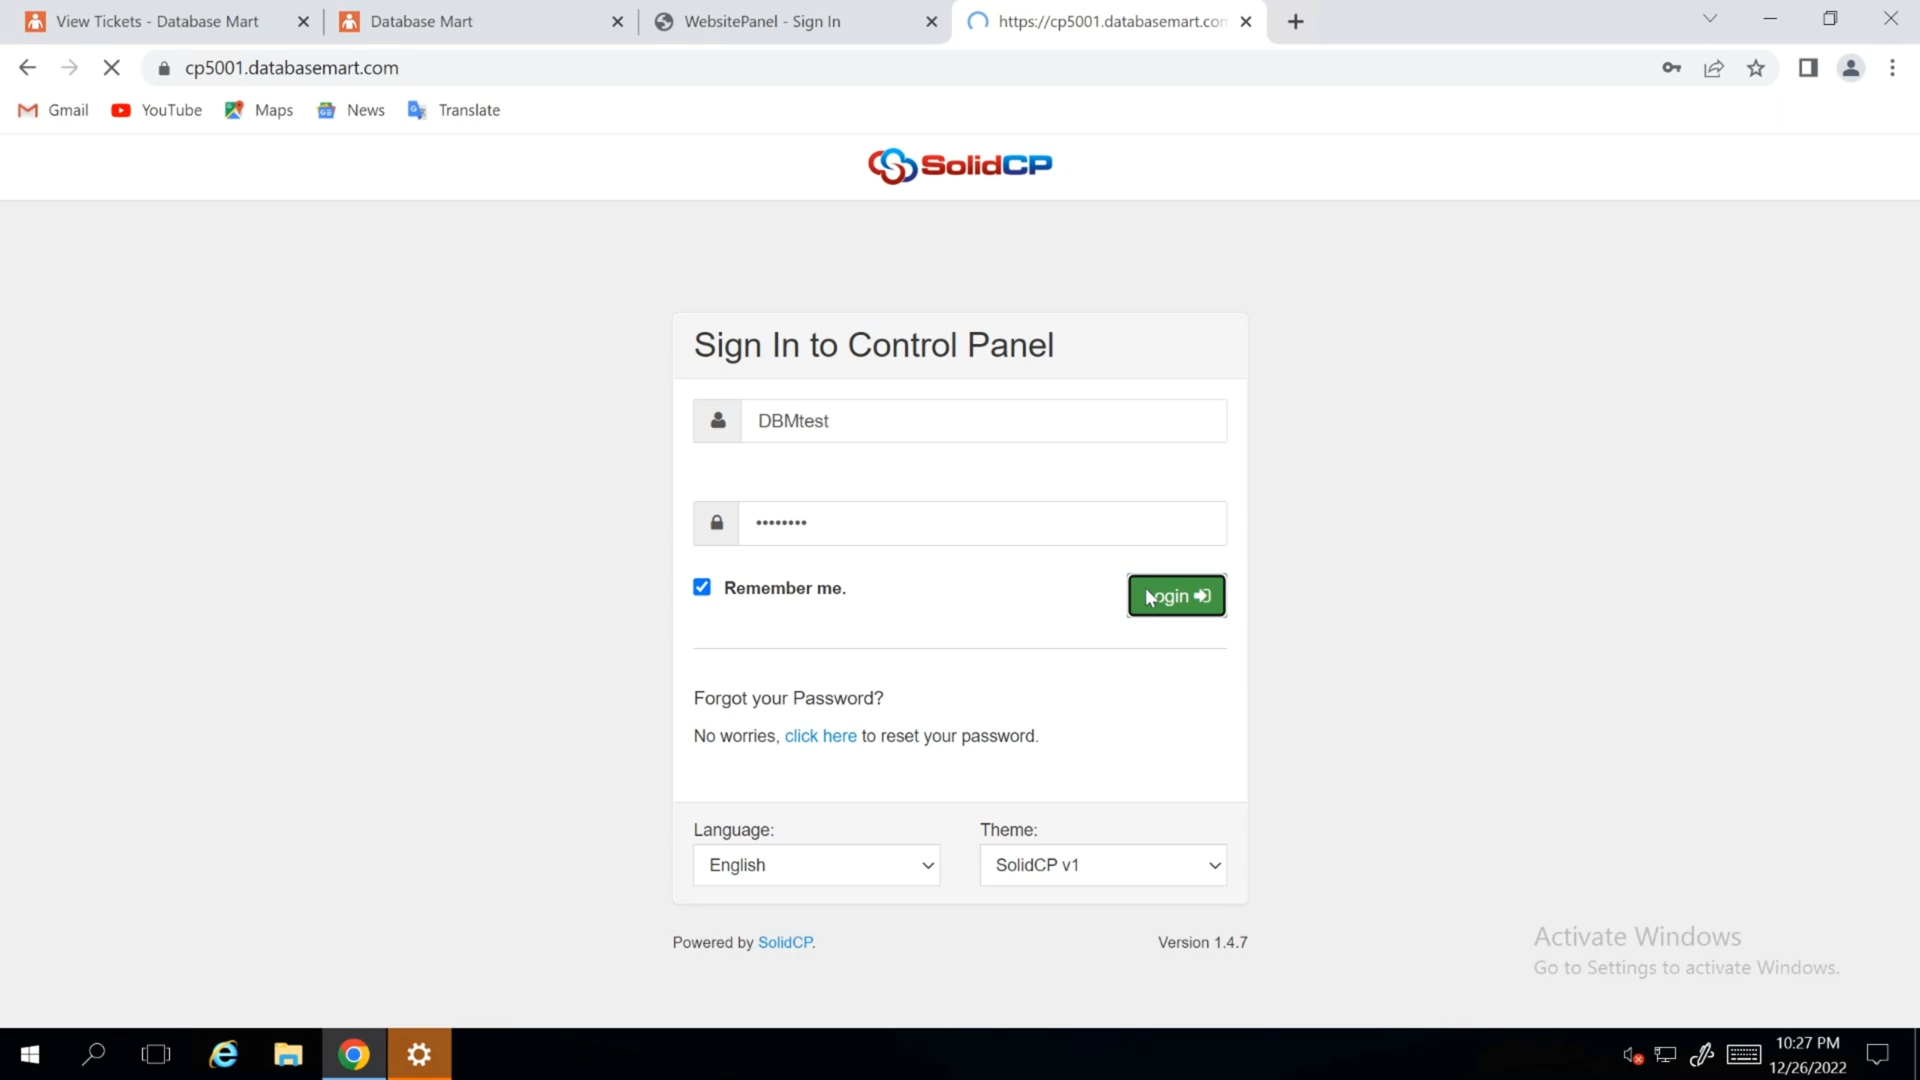 View Tickets - Database Mart
Database Mart
WebsitePanel - Sign In
https://cp5001.databasemart.com
cp5001.databasemart.com
Gmail YouTube Maps News Translate
SolidCP
Sign In to Control Panel
DBMtest
••••••••
Remember me.
Login
Forgot your Password?
No worries, click here to reset your password.
Language:
Theme:
English
SolidCP v1
Powered by SolidCP.
Version 1.4.7
Activate Windows
Go to Settings to activate Windows.
10:27 PM
12/26/2022